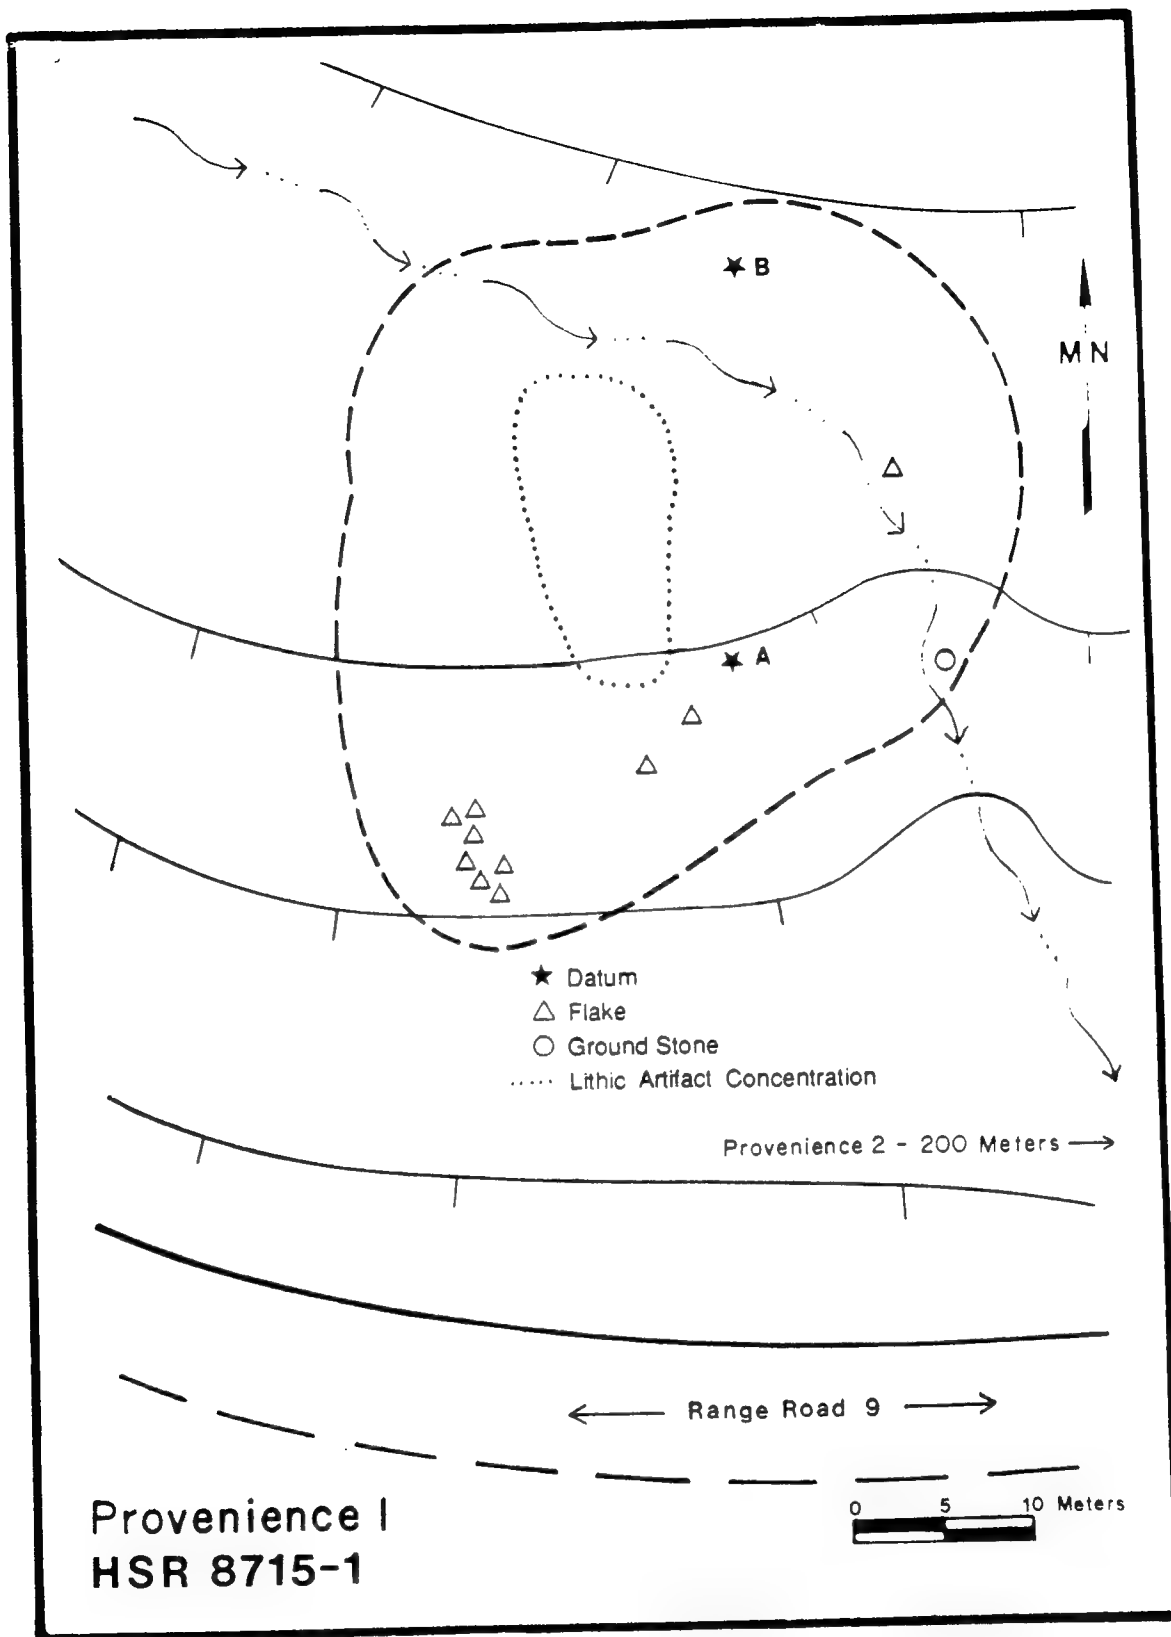 B
MN
A
Datum
Flake
Ground Stone
Lithic Artifact Concentration
Provenience 2 - 200 Meters
Range Road 9
0 5 10 Meters
Provenience I
HSR 8715-1